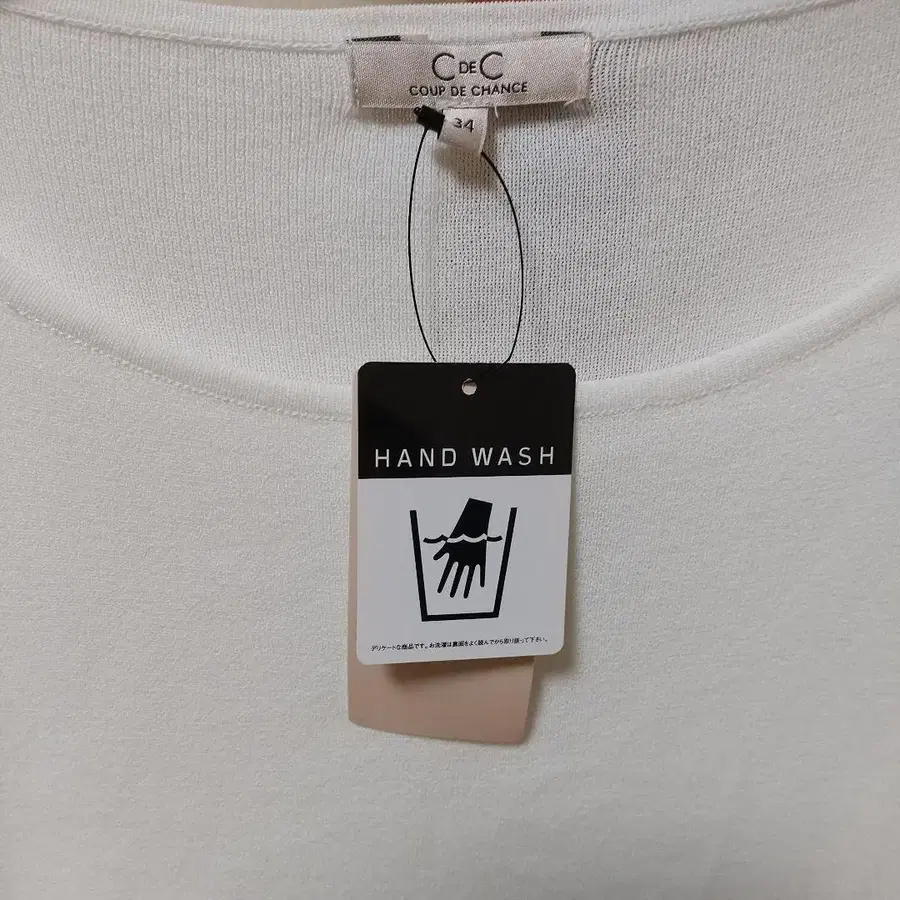 C DE C
COUP DE CHANCE
34
HAND WASH
デリケートな商品です。お洗濯は裏面をよく読んでから取り扱って下さい。